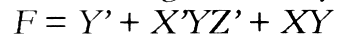 F = Y' + X'YZ' + XY